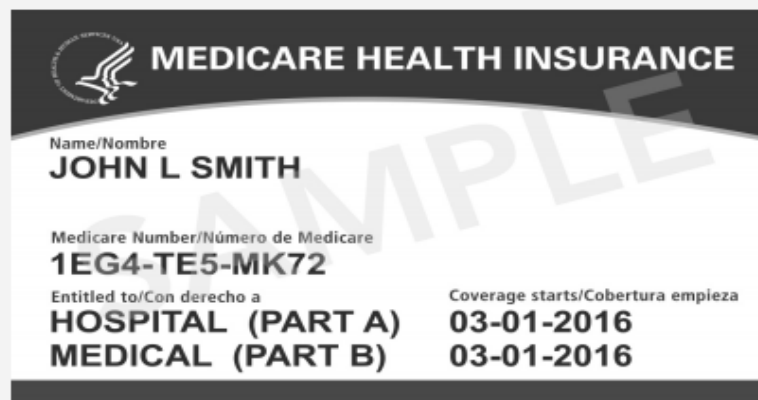 MEDICARE HEALTH INSURANCE
Name/Nombre
JOHN L SMITH
Medicare Number/Número de Medicare
1EG4-TE5-MK72
Entitled to/Con derecho a Coverage starts/Cobertura empieza
HOSPITAL (PART A) 03-01-2016
MEDICAL (PART B) 03-01-2016
SAMPLE